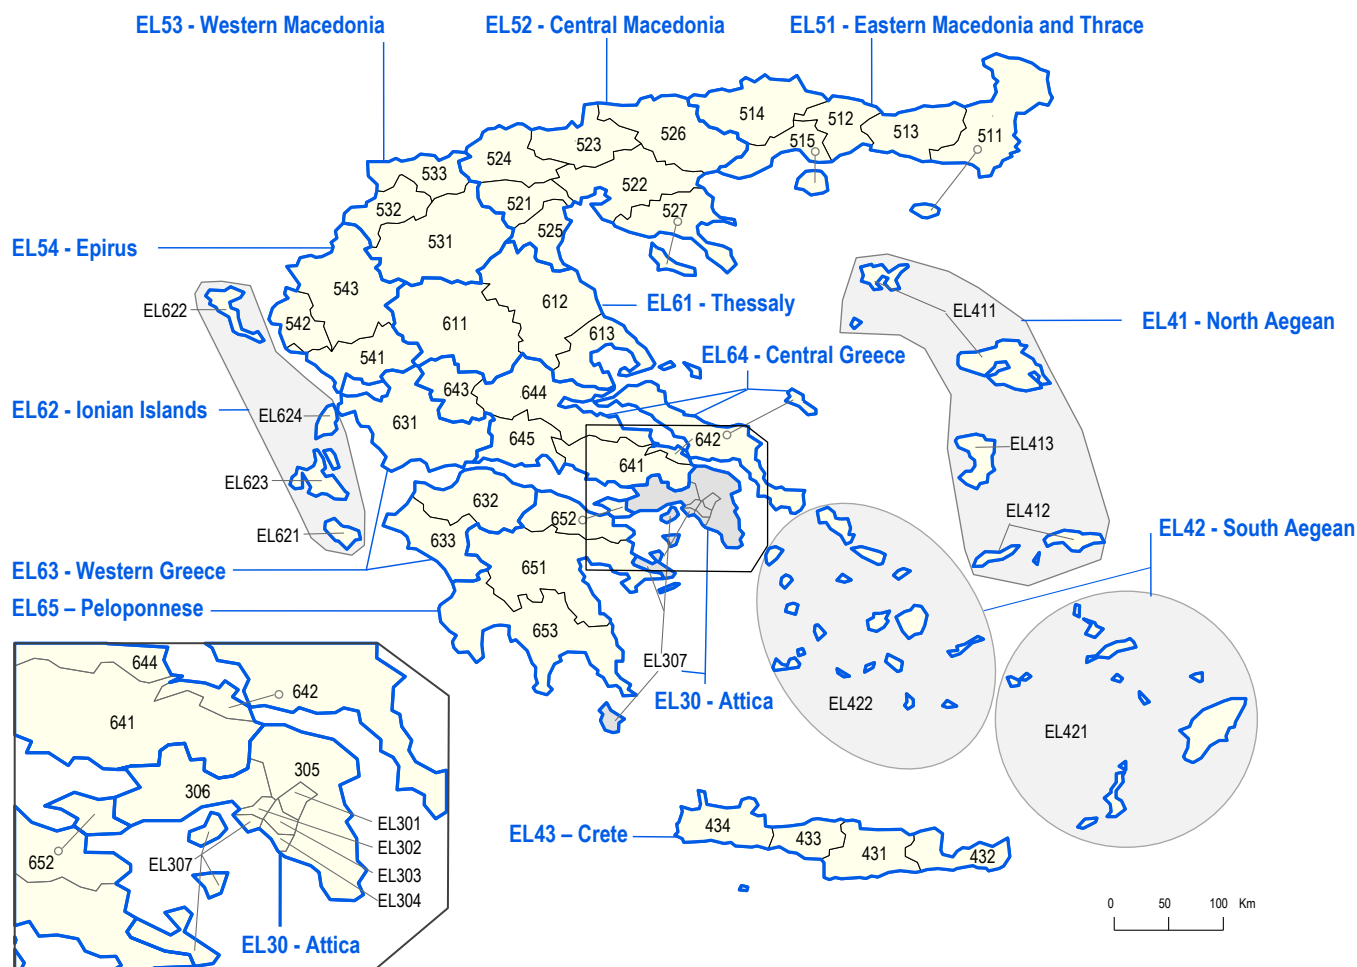 EL53 - Western Macedonia
EL52 - Central Macedonia
EL51 - Eastern Macedonia and Thrace
514
512
513
511
515
526
523
524
533
522
521
527
532
531
525
EL54 - Epirus
543
EL622
542
612
EL61 - Thessaly
EL411
EL41 - North Aegean
611
613
541
EL64 - Central Greece
643
644
EL62 - Ionian Islands
EL624
631
645
642
EL413
641
EL623
632
652
EL412
EL621
633
EL42 - South Aegean
EL63 - Western Greece
651
EL65 – Peloponnese
653
EL307
EL30 - Attica
EL422
EL421
644
642
641
305
306
EL301
EL302
652
EL307
EL303
EL304
EL30 - Attica
EL43 – Crete
434
433
431
432
0 50 100 Km